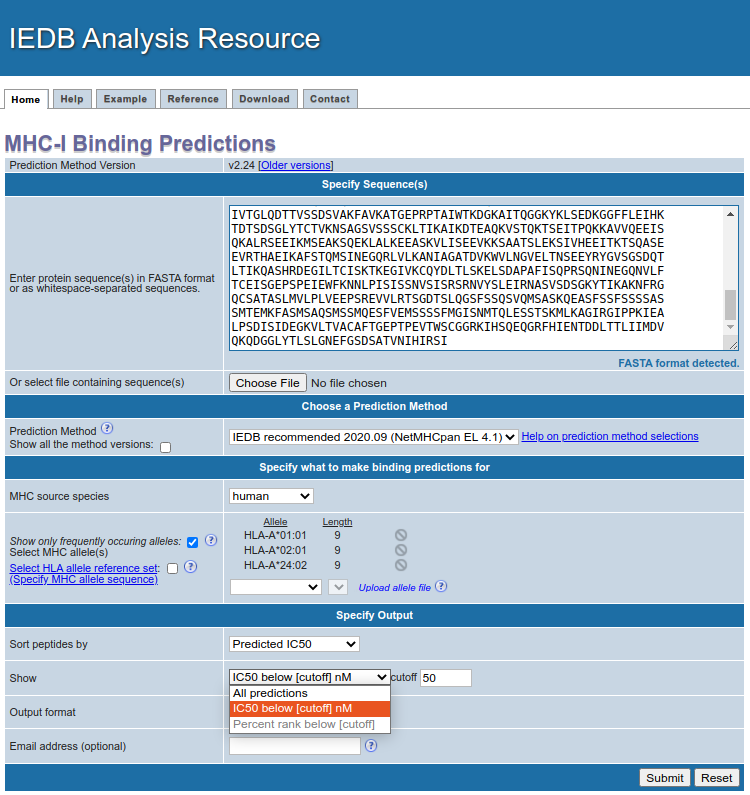 IEDB Analysis Resource
Home Help Example Reference Download Contact
MHC-I Binding Predictions
Prediction Method Version v2.24 [Older versions]
Specify Sequence(s)
Enter protein sequence(s) in FASTA format
or as whitespace-separated sequences.
IVTGLQDTTVSSDSVAKFAVKATGEPRPTAIWTKDGKAITQGGKYKLSEDKGGFFLEIHK
TDTSDSGLYTCTVKNSAGSVSSSCKLTIKAIKDTEAQKVSTQKTSEITPQKKAVVQEEIS
QKALRSEEIKMSEAKSQEKLALKEEASKVLISEEVKKSAATSLEKSIVHEEITKTSQASE
EVRTHAEIKAFSTQMSINEGQRLVLKANIAGATDVKWVLNGVELTNSEEYRYGVSGSDQT
LTIKQASHRDEGILTCISKTKEGIVKCQYDLTLSKELSDAPAFISQPRSQNINEGQNVLF
TCEISGEPSPEIEWFKNNLPISISSNVSISRSRNVYSLEIRNASVSDSGKYTIKAKNFRG
QCSATASLMVLPLVEEPSREVVLRTSGDTSLQGSFSSQSVQMSASKQEASFSSFSSSSAS
SMTEMKFASMSAQSMSSMQESFVEMSSSSFMGISNMTQLESSTSKMLKAGIRGIPPKIEA
LPSDISIDEGKVLTVACAFTGEPTPEVTWSCGGRKIHSQEQGRFHIENTDDLTTLIIMDV
QKQDGGLYTLSLGNEFGSDSATVNIHIRSI
FASTA format detected.
Or select file containing sequence(s) Choose File No file chosen
Choose a Prediction Method
Prediction Method ?
Show all the method versions:
IEDB recommended 2020.09 (NetMHCpan EL 4.1) Help on prediction method selections
Specify what to make binding predictions for
MHC source species human
Show only frequently occuring alleles: ?
Select MHC allele(s)
Select HLA allele reference set: ?
(Specify MHC allele sequence)
Allele Length
HLA-A*01:01 9
HLA-A*02:01 9
HLA-A*24:02 9
Upload allele file ?
Specify Output
Sort peptides by Predicted IC50
Show IC50 below [cutoff] nM cutoff 50
All predictions
IC50 below [cutoff] nM
Percent rank below [cutoff]
Output format
Email address (optional) ?
Submit Reset